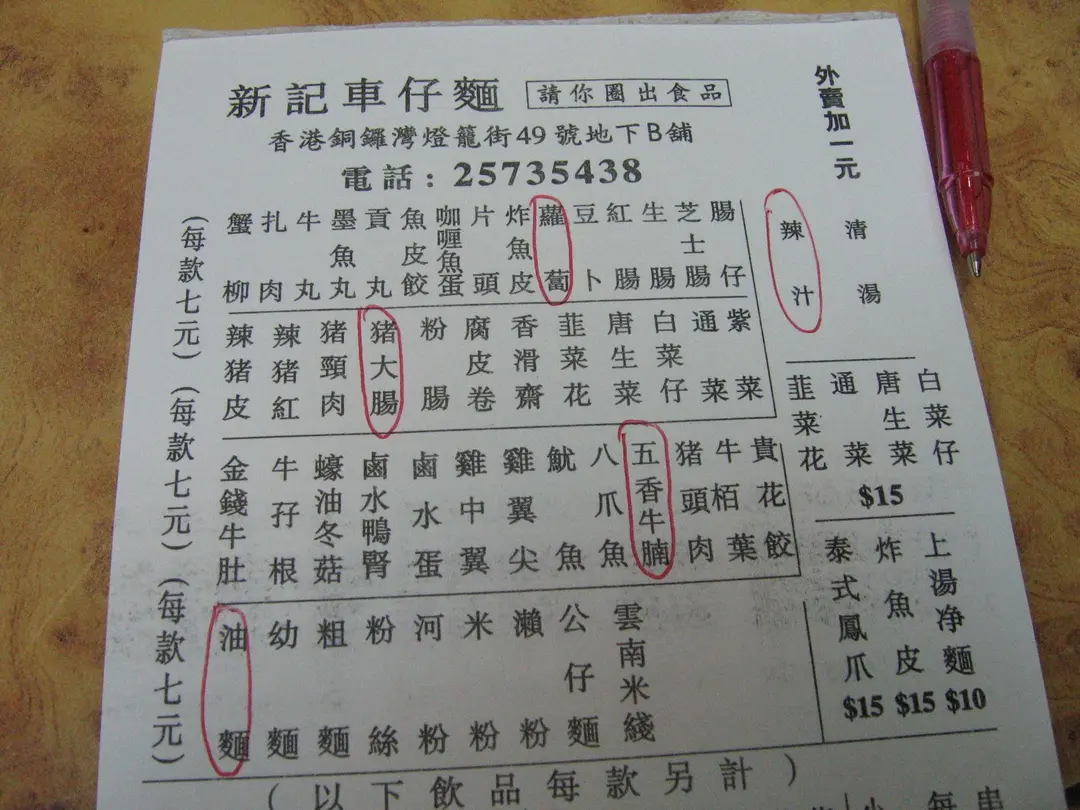 新記車仔麵
請你圈出食品
香港銅鑼灣燈籠街49號地下B舖
電話：25735438
外賣加一元
清湯
辣汁
腸仔
芝士腸
生腸
紅腸
豆卜
蘿蔔
炸魚皮
片頭
咖喱魚蛋
魚皮餃
貢丸
墨魚丸
牛丸
扎肉
蟹柳
(每款七元)
紫菜
通菜
白菜仔
唐生菜
韮菜花
香滑齋
腐皮卷
粉腸
猪大腸
猪頸肉
辣猪紅
辣猪皮
(每款七元)
貴花餃
牛栢葉
猪頭肉
五香牛腩
八爪魚
魷魚
雞翼尖
雞中翼
鹵水蛋
鹵水鴨腎
蠔油冬菇
牛孖根
金錢牛肚
(每款七元)
雲南米綫
公仔麵
瀨粉
米粉
河粉
粉絲
粗麵
幼麵
油麵
白菜仔
唐生菜
通菜
韮菜花
$15
上湯净麵 $10
炸魚皮 $15
泰式鳳爪 $15
(以下飲品每款另計)